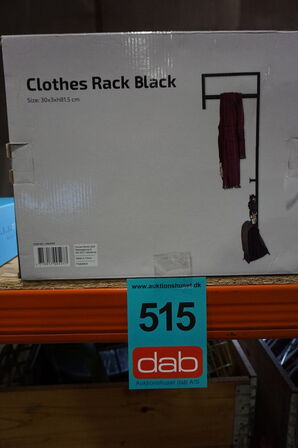 Clothes Rack Black
Size: 30x3xh81.5 cm
www.auktionshuset.dk
515
dab
Auktionshuset dab A/S